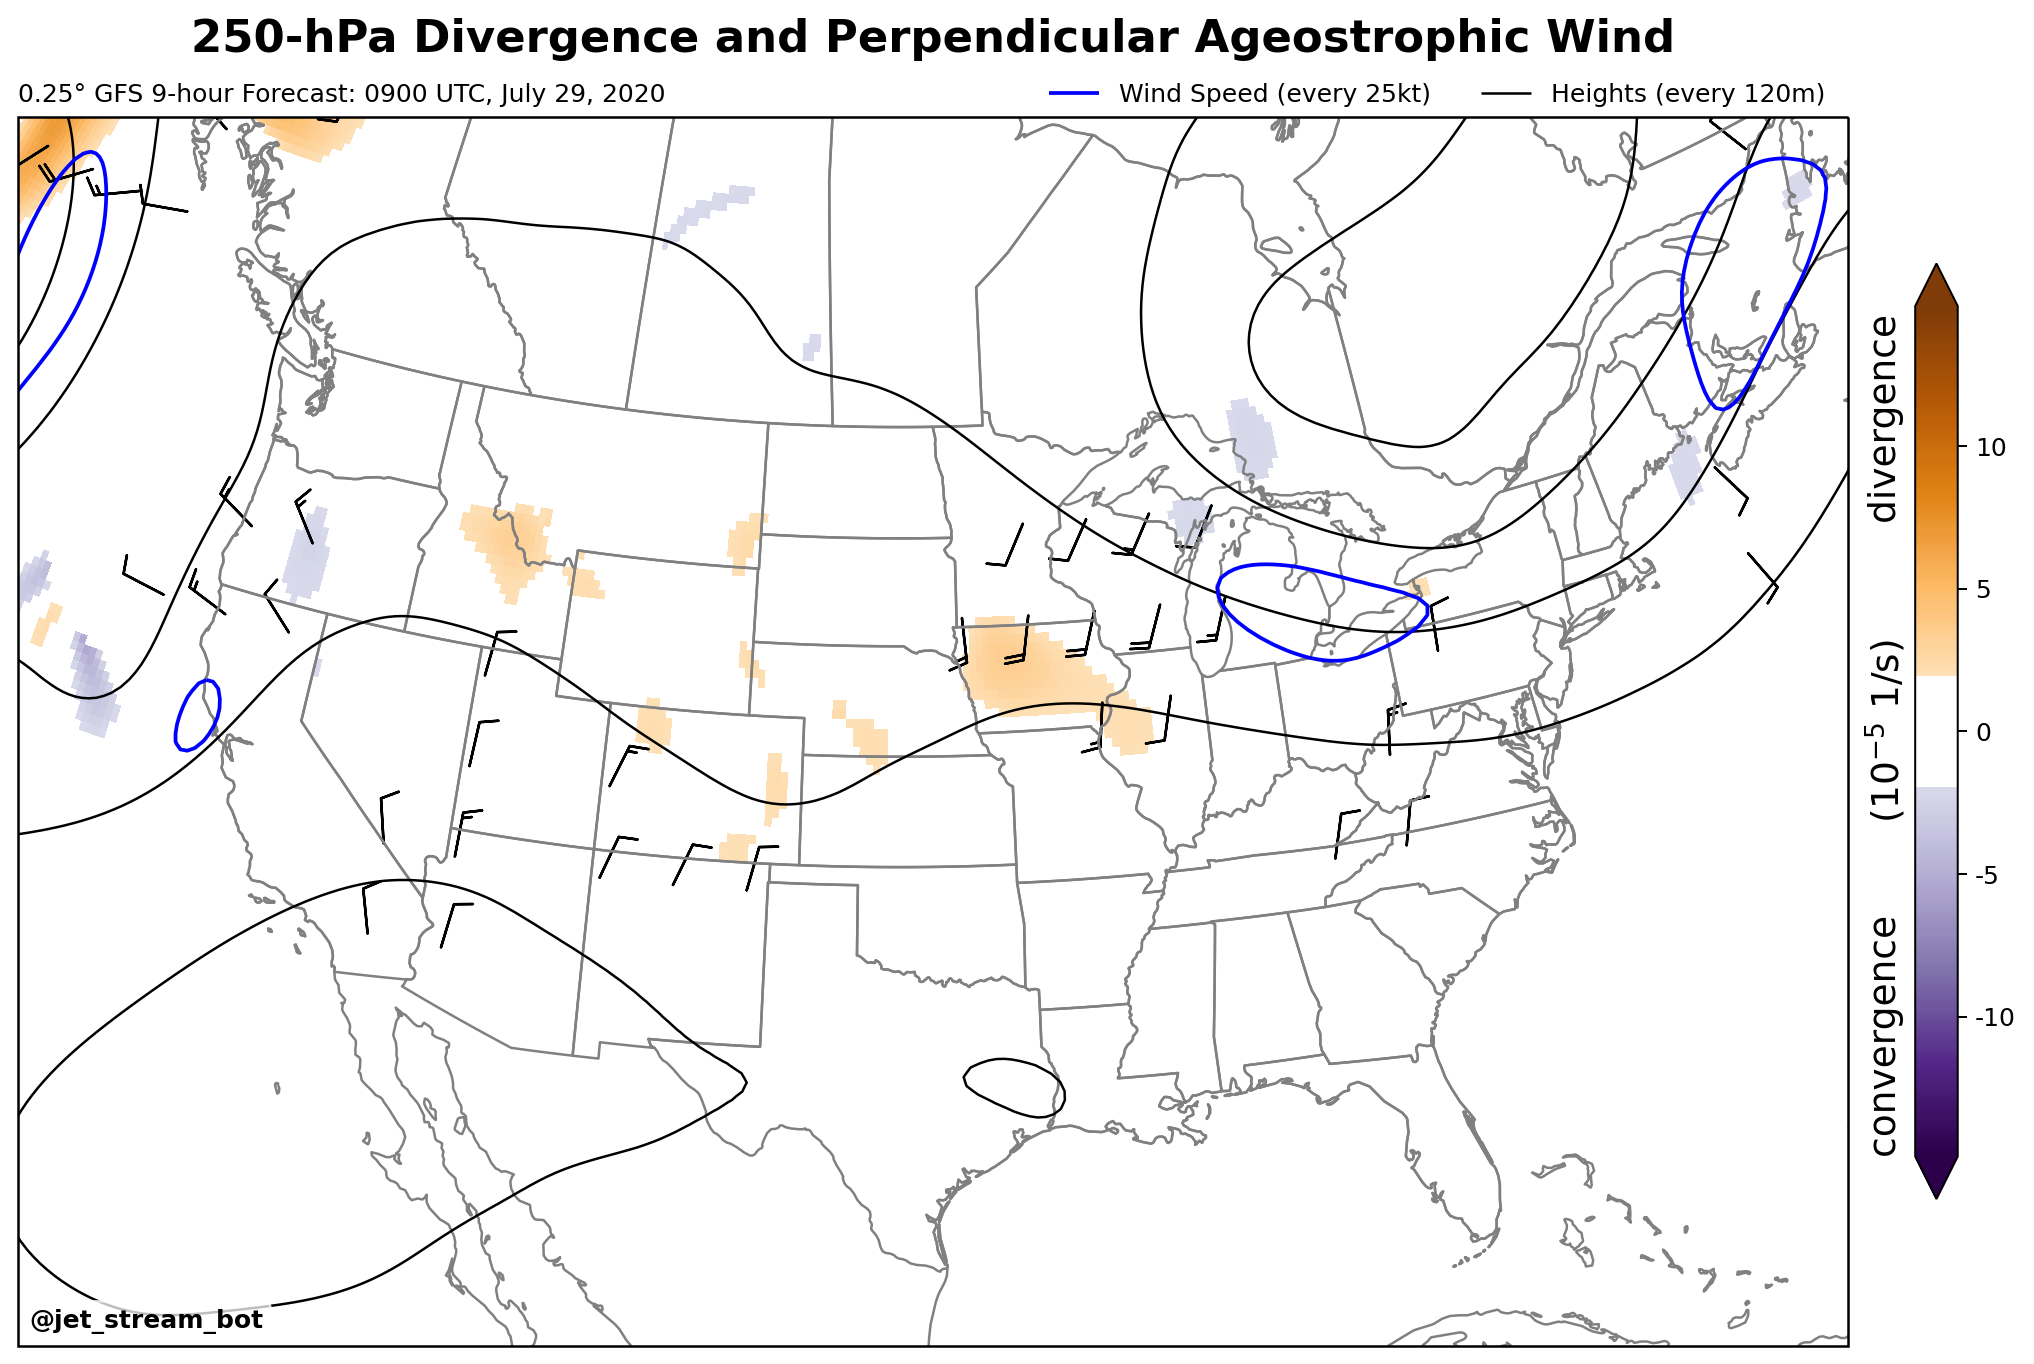 250-hPa Divergence and Perpendicular Ageostrophic Wind
0.25° GFS 9-hour Forecast: 0900 UTC, July 29, 2020
Wind Speed (every 25kt)
Heights (every 120m)
divergence
(10⁻⁵ 1/s)
convergence
10
5
0
-5
-10
@jet_stream_bot